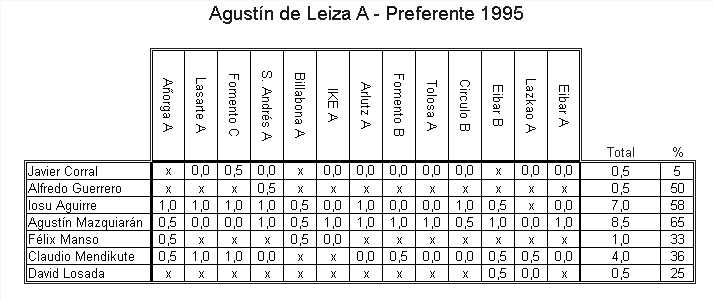 Agustín de Leiza A - Preferente 1995
Añorga A Lasarte A Fomento C S. Andrés A Billabona A IKE A Arlutz A Fomento B Tolosa A Circulo B Eibar B Lazkao A Eibar A Total %
Javier Corral x 0,0 0,5 0,0 x 0,0 0,0 0,0 0,0 0,0 x 0,0 0,0 0,5 5
Alfredo Guerrero x x x 0,5 x x x x x x x x x 0,5 50
Iosu Aguirre 1,0 1,0 1,0 1,0 0,5 0,0 1,0 0,0 0,0 1,0 0,5 x 0,0 7,0 58
Agustín Mazquiarán 0,5 0,0 0,0 1,0 0,5 1,0 1,0 1,0 1,0 0,5 1,0 0,0 1,0 8,5 65
Félix Manso 0,5 x x x 0,5 0,0 x x x x x x x 1,0 33
Claudio Mendikute 0,5 1,0 1,0 0,0 x x 0,0 0,5 0,0 0,0 0,5 0,5 0,0 4,0 36
David Losada x x x x x x x x x x 0,5 0,0 x 0,5 25